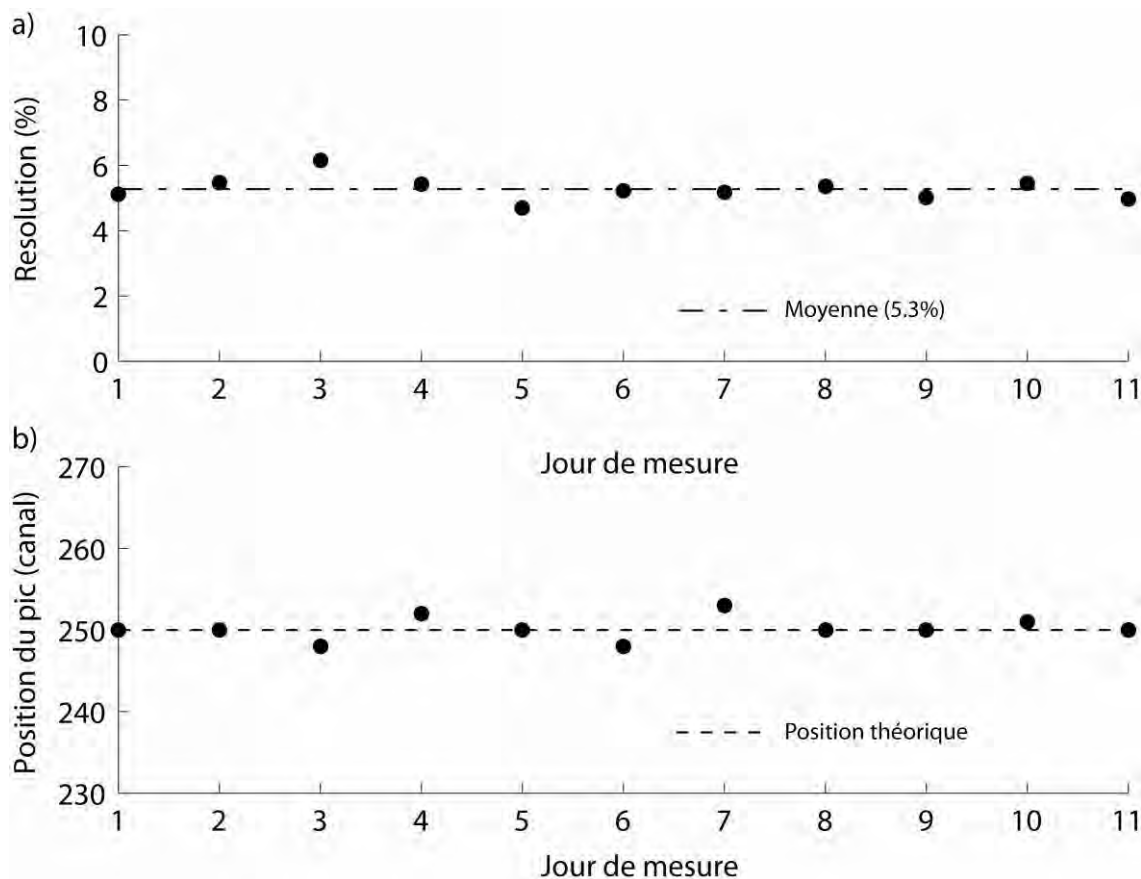 a)
Resolution (%)
10
8
6
4
2
0
Moyenne (5.3%)
1 2 3 4 5 6 7 8 9 10 11
Jour de mesure
b)
Position du pic (canal)
270
260
250
240
230
Position théorique
1 2 3 4 5 6 7 8 9 10 11
Jour de mesure